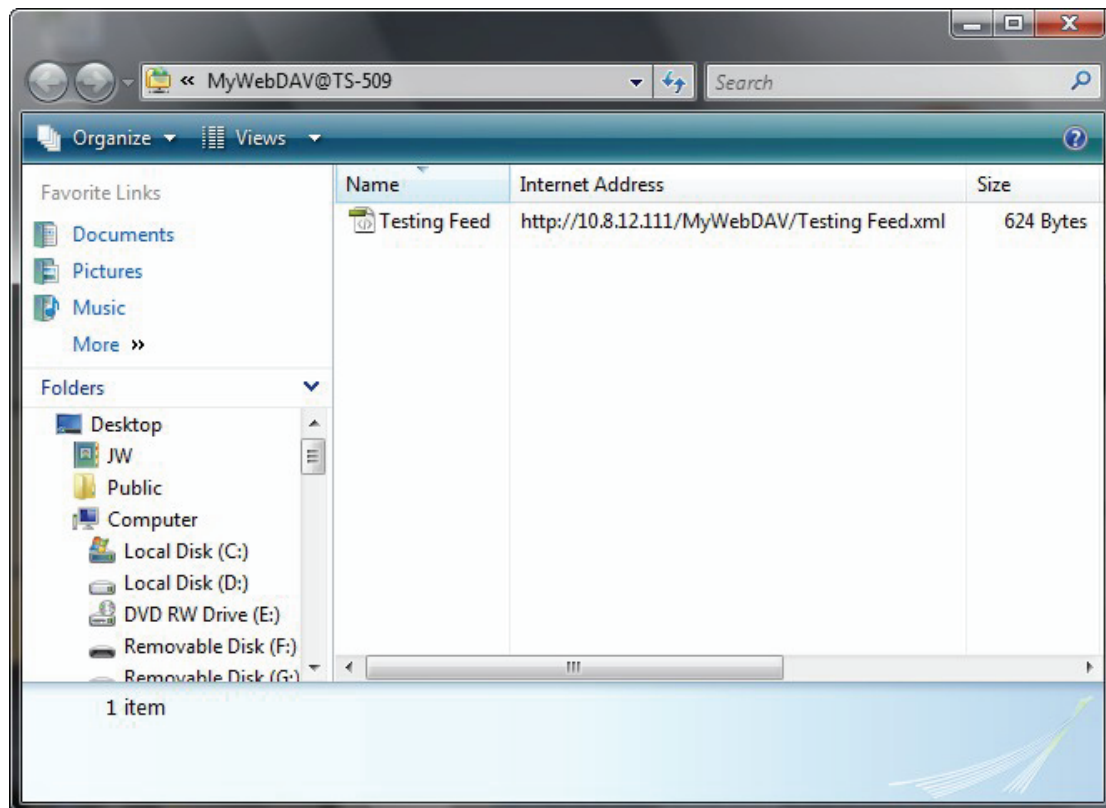 « MyWebDAV@TS-509
Search
Organize
Views
Favorite Links
Documents
Pictures
Music
More »
Folders
Desktop
JW
Public
Computer
Local Disk (C:)
Local Disk (D:)
DVD RW Drive (E:)
Removable Disk (F:)
Removable Disk (G:)
Name Internet Address Size
Testing Feed http://10.8.12.111/MyWebDAV/Testing Feed.xml 624 Bytes
1 item